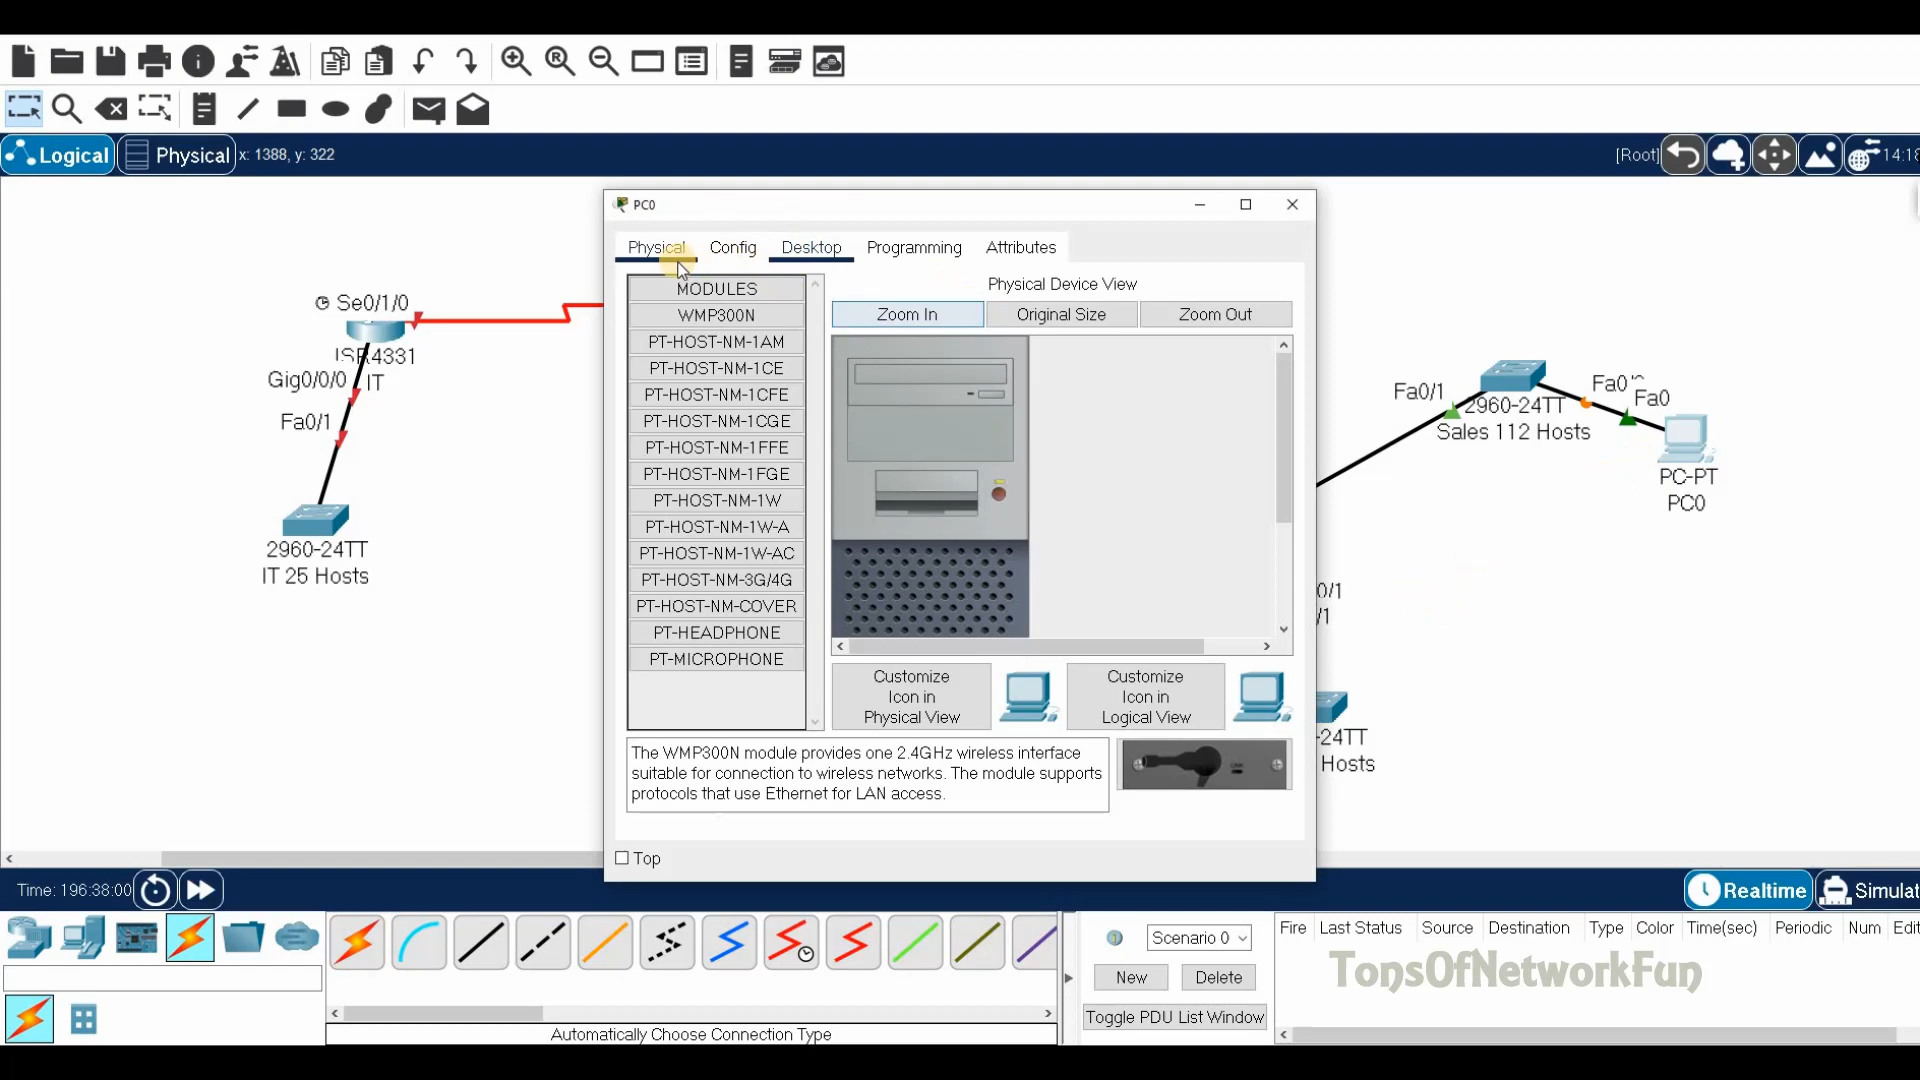 Logical
Physical
x: 1388, y: 322
[Root]
14:18
PC0
Physical
Config
Desktop
Programming
Attributes
MODULES
WMP300N
PT-HOST-NM-1AM
PT-HOST-NM-1CE
PT-HOST-NM-1CFE
PT-HOST-NM-1CGE
PT-HOST-NM-1FFE
PT-HOST-NM-1FGE
PT-HOST-NM-1W
PT-HOST-NM-1W-A
PT-HOST-NM-1W-AC
PT-HOST-NM-3G/4G
PT-HOST-NM-COVER
PT-HEADPHONE
PT-MICROPHONE
Physical Device View
Zoom In
Original Size
Zoom Out
Customize
Icon in
Physical View
Customize
Icon in
Logical View
The WMP300N module provides one 2.4GHz wireless interface
suitable for connection to wireless networks. The module supports
protocols that use Ethernet for LAN access.
Top
Se0/1/0
ISR4331
IT
Gig0/0/0
Fa0/1
2960-24TT
IT 25 Hosts
Fa0/1
2960-24TT
Sales 112 Hosts
Fa0
PC-PT
PC0
0/1
/1
-24TT
Hosts
Time: 196:38:00
Realtime
Simulat
Automatically Choose Connection Type
Scenario 0
New
Delete
Toggle PDU List Window
Fire
Last Status
Source
Destination
Type
Color
Time(sec)
Periodic
Num
Edit
TonsOfNetworkFun